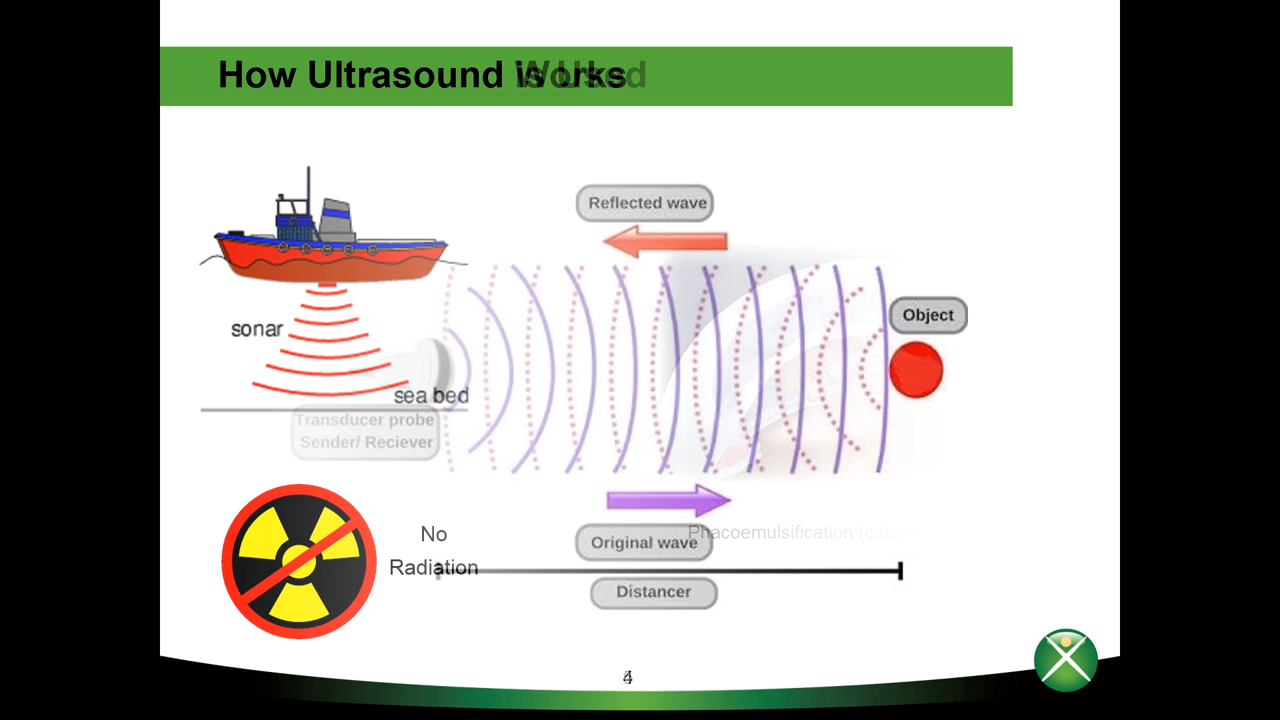 How Ultrasound Works
Reflected wave
Object
sonar
sea bed
Transducer probe
Sender/ Reciever
No
Radiation
Original wave
Phacoemulsification
Distancer